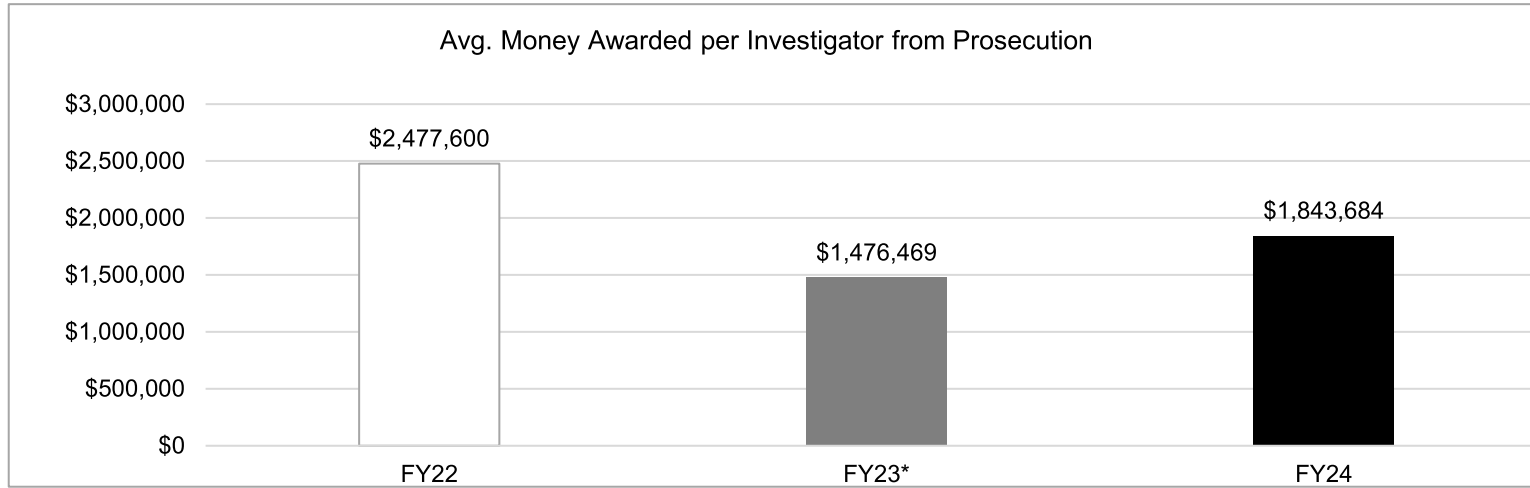 Avg. Money Awarded per Investigator from Prosecution
$3,000,000
$2,500,000
$2,000,000
$1,500,000
$1,000,000
$500,000
$0
$2,477,600
$1,476,469
$1,843,684
FY22
FY23*
FY24